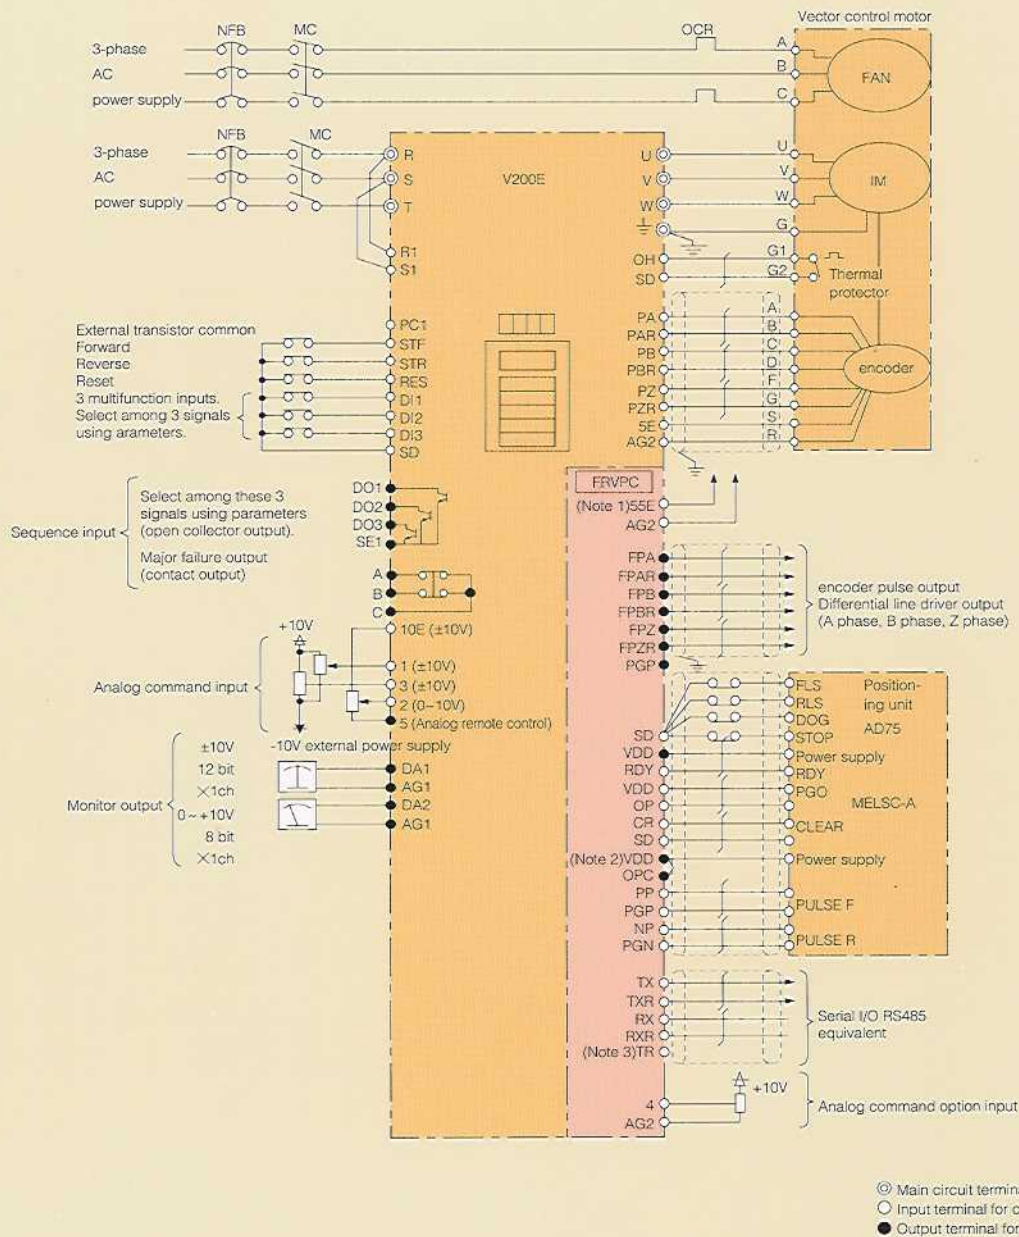 Vector control motor
NFB MC OCR
3-phase A
AC B FAN
power supply C
NFB MC
3-phase R U U
AC S V200E V V IM
power supply T W W
G
R1
S1
OH G1
SD G2 Thermal
protector
PC1
External transistor common
Forward STF
Reverse STR
Reset RES
3 multifunction inputs. DI1
Select among 3 signals DI2
using arameters. DI3
SD
PA A
PAR B
PB C
PBR D encoder
PZ F
PZR G
5E S
AG2 R
FRVPC
(Note 1)55E
AG2
Sequence input
Select among these 3
signals using parameters
(open collector output).
Major failure output
(contact output)
DO1
DO2
DO3
SE1
A
B
C
FPA
FPAR
FPB
FPBR
FPZ
FPZR
PGP
encoder pulse output
Differential line driver output
(A phase, B phase, Z phase)
Analog command input
+10V
10E (±10V)
1 (±10V)
3 (±10V)
2 (0~10V)
5 (Analog remote control)
-10V external power supply
Monitor output
±10V
12 bit
×1ch
0~+10V
8 bit
×1ch
DA1
AG1
DA2
AG1
SD
VDD
RDY
VDD
OP
CR
SD
(Note 2)VDD
OPC
PP
PGP
NP
PGN
FLS Position-
RLS ing unit
DOG AD75
STOP
Power supply
RDY
PGO
MELSC-A
CLEAR
Power supply
PULSE F
PULSE R
TX
TXR
RX
RXR
(Note 3)TR
Serial I/O RS485
equivalent
+10V
4
AG2
Analog command option input
Main circuit
Input terminal for
Output terminal for